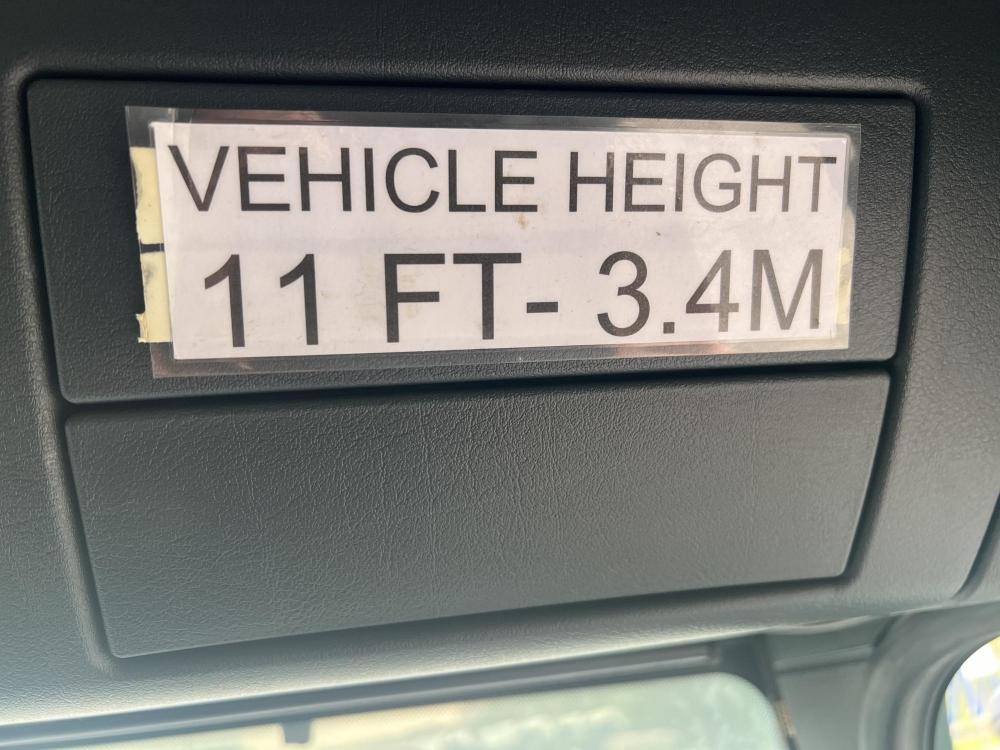 VEHICLE HEIGHT
11 FT- 3.4M